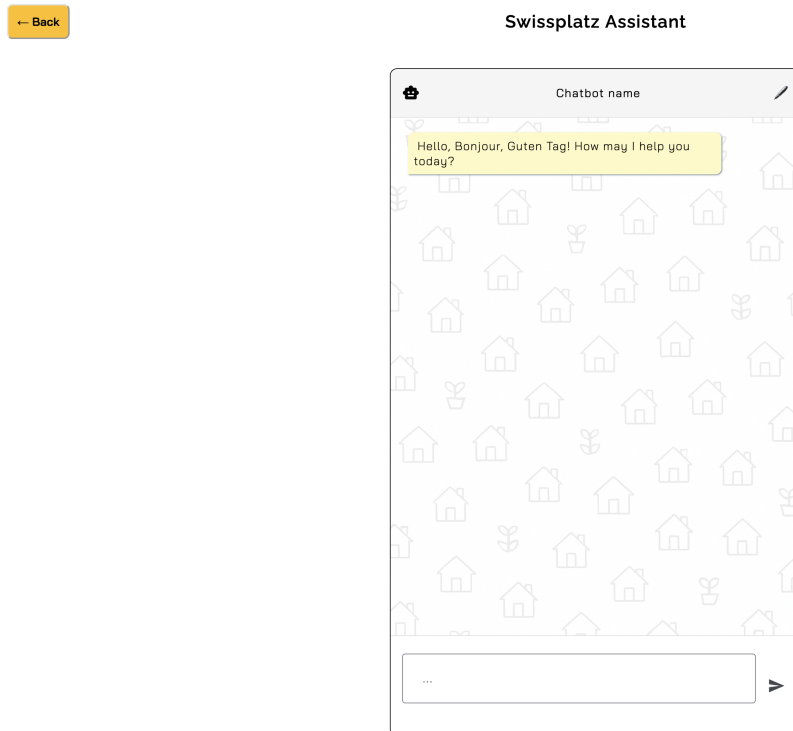 ← Back
Swissplatz Assistant
Chatbot name
Hello, Bonjour, Guten Tag! How may I help you
today?
...